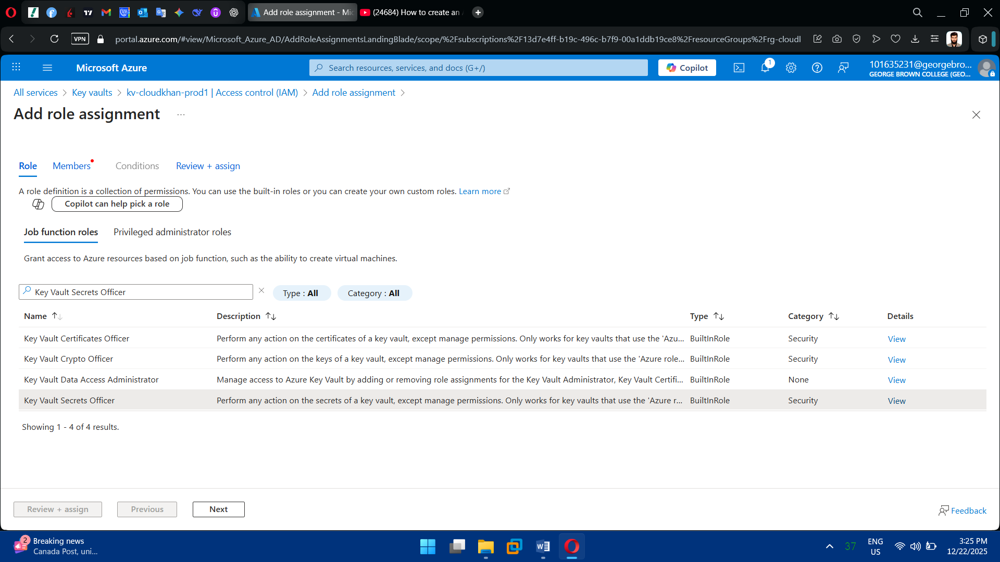 Add role assignment - Mic
(24684) How to create an A
VPN
portal.azure.com/#view/Microsoft_Azure_AD/AddRoleAssignmentsLandingBlade/scope/%2Fsubscriptions%2F13d7e4ff-b19c-496c-b7f9-00a1ddb19ce8%2FresourceGroups%2Frg-cloudl
Microsoft Azure
Search resources, services, and docs (G+/)
Copilot
1
101635231@georgebro...
GEORGE BROWN COLLEGE (GEO...
All services > Key vaults > kv-cloudkhan-prod1 | Access control (IAM) > Add role assignment >
Add role assignment ...
Role Members Conditions Review + assign
A role definition is a collection of permissions. You can use the built-in roles or you can create your own custom roles. Learn more
Copilot can help pick a role
Job function roles Privileged administrator roles
Grant access to Azure resources based on job function, such as the ability to create virtual machines.
Key Vault Secrets Officer
Type : All
Category : All
Name Description Type Category Details
Key Vault Certificates Officer Perform any action on the certificates of a key vault, except manage permissions. Only works for key vaults that use the 'Azu... BuiltInRole Security View
Key Vault Crypto Officer Perform any action on the keys of a key vault, except manage permissions. Only works for key vaults that use the 'Azure role... BuiltInRole Security View
Key Vault Data Access Administrator Manage access to Azure Key Vault by adding or removing role assignments for the Key Vault Administrator, Key Vault Certifi... BuiltInRole None View
Key Vault Secrets Officer Perform any action on the secrets of a key vault, except manage permissions. Only works for key vaults that use the 'Azure r... BuiltInRole Security View
Showing 1 - 4 of 4 results.
Review + assign Previous Next
Feedback
2
Breaking news
Canada Post, uni...
37
ENG
US
3:25 PM
12/22/2025